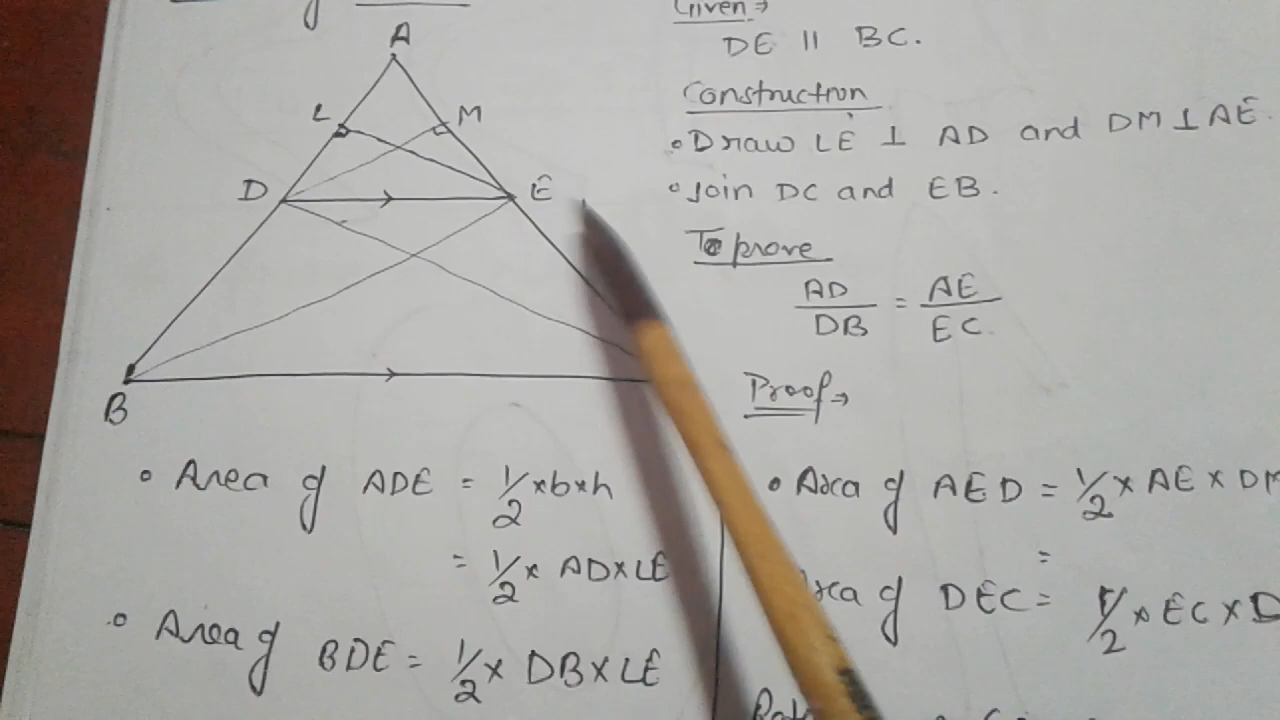 Given →
DE || BC.
Construction
• Draw LE ⊥ AD and DM ⊥ AE.
• Join DC and EB.
To prove
AD/DB = AE/EC.
Proof →
A
L
M
D
E
B
• Area of ADE = 1/2 × b × h
= 1/2 × AD × LE
• Area of BDE = 1/2 × DB × LE
• Area of AED = 1/2 × AE × DM
=
of DEC = 1/2 × EC × D